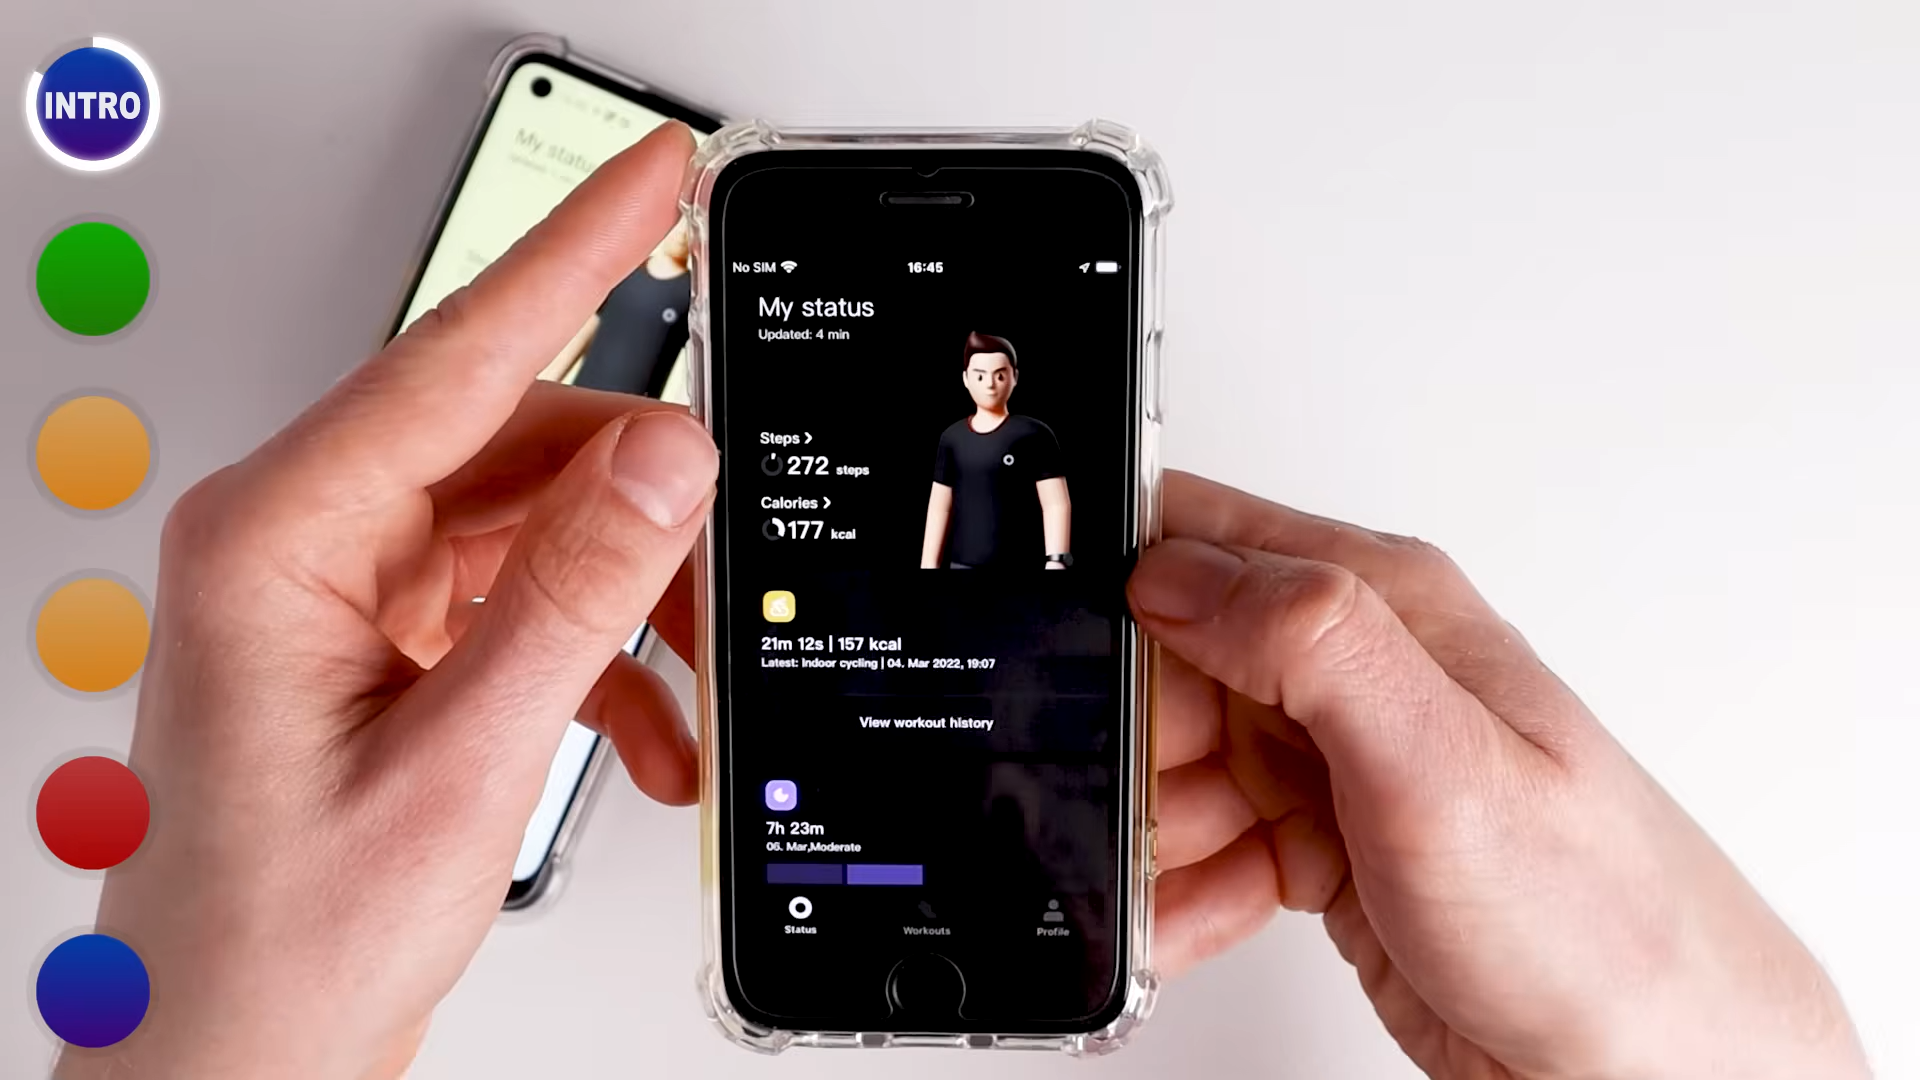 INTRO
My status
No SIM
16:45
My status
Updated: 4 min
Steps >
272 steps
Calories >
177 kcal
21m 12s | 157 kcal
Latest: Indoor cycling | 04. Mar 2022, 19:07
View workout history
7h 23m
06. Mar,Moderate
Status
Workouts
Profile